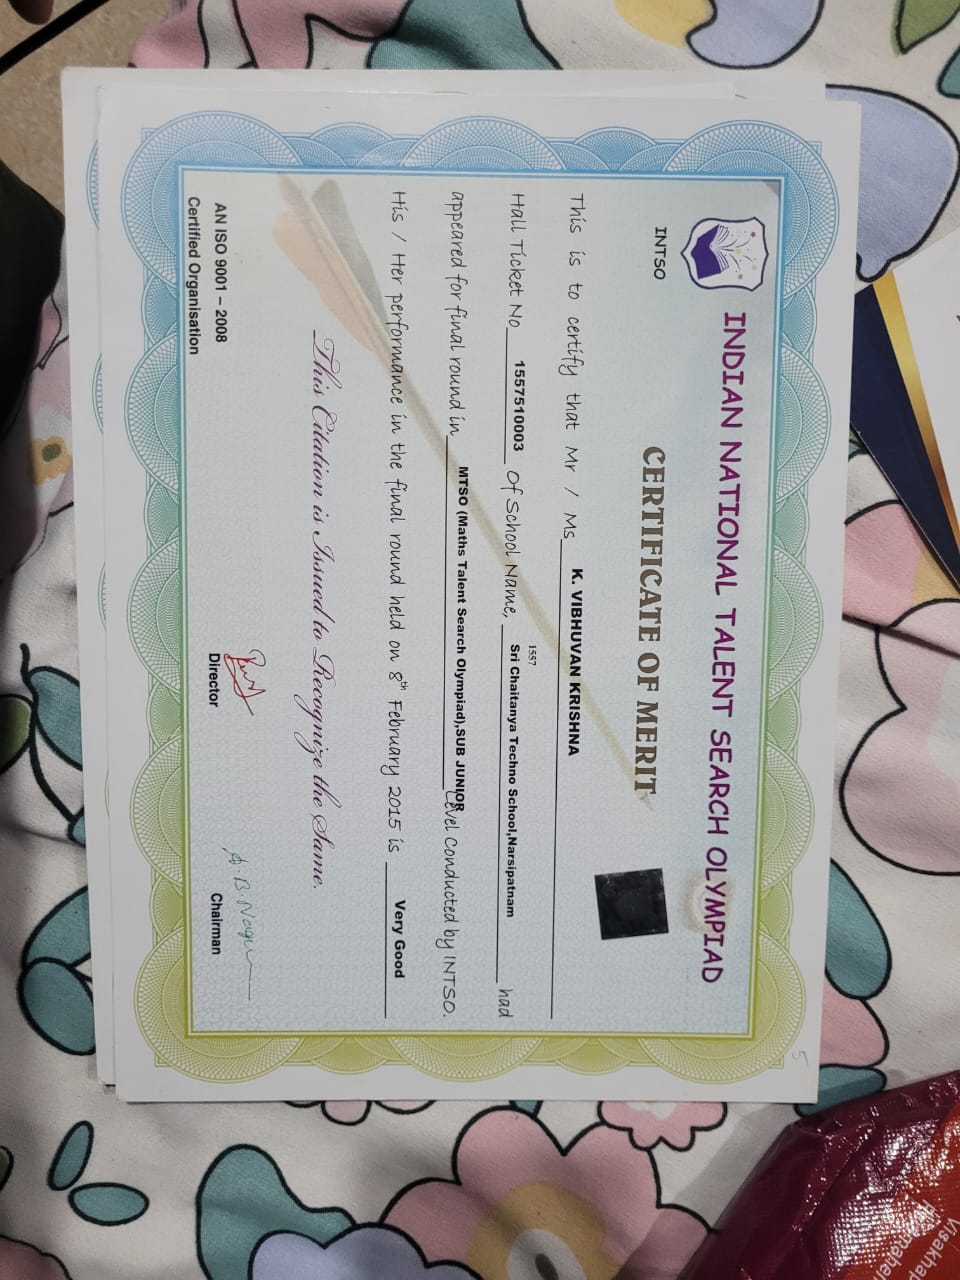 INDIAN NATIONAL TALENT SEARCH OLYMPIAD
INTSO
CERTIFICATE OF MERIT
This is to certify that Mr / Ms K. VIBHUVAN KRISHNA
1557
Hall Ticket No 1557510003 Of School Name, Sri Chaitanya Techno School,Narsipatnam had
appeared for final round in MTSO (Maths Talent Search Olympiad),SUB JUNIOR Level Conducted by INTSO.
His / Her performance in the final round held on 8th February 2015 is Very Good
This Citation is Issued to Recognize the Same.
AN ISO 9001 – 2008
Certified Organisation
Director
Chairman
5